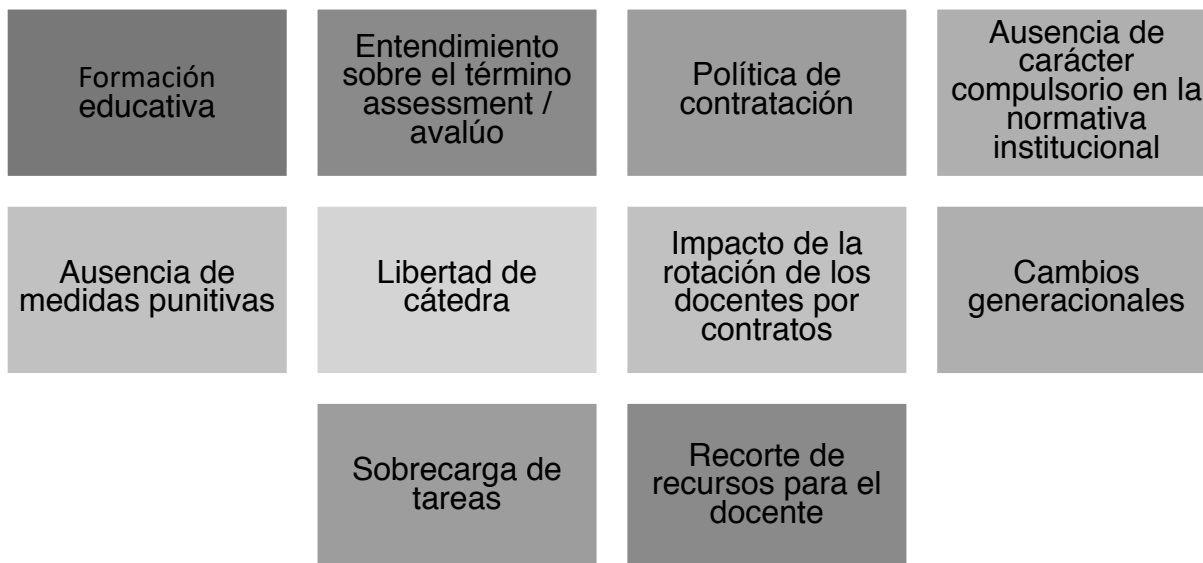 Formación
educativa
Entendimiento
sobre el término
assessment /
avalúo
Política de
contratación
Ausencia de
carácter
compulsorio en la
normativa
institucional
Ausencia de
medidas punitivas
Libertad de
cátedra
Impacto de la
rotación de los
docentes por
contratos
Cambios
generacionales
Sobrecarga de
tareas
Recorte de
recursos para el
docente